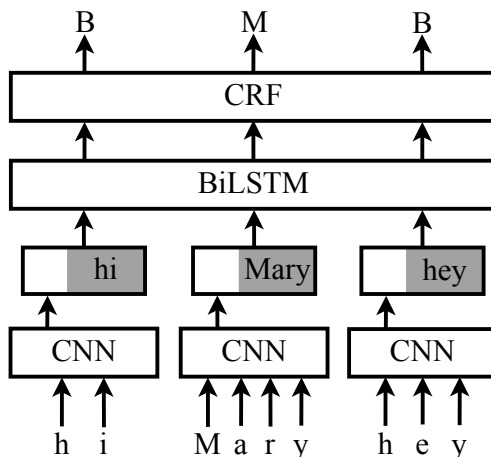 B M B
CRF
BiLSTM
hi Mary hey
CNN CNN CNN
h i M a r y h e y